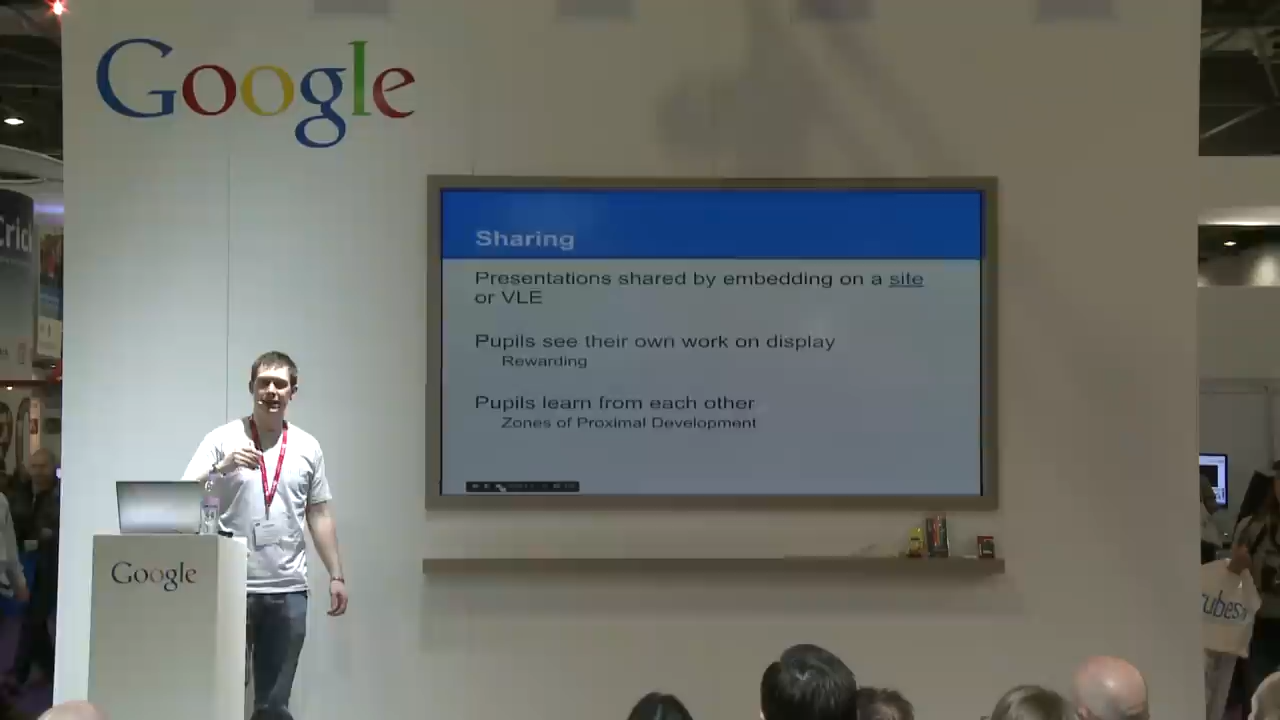 Google
Sharing
Presentations shared by embedding on a site
or VLE
Pupils see their own work on display
Rewarding
Pupils learn from each other
Zones of Proximal Development
Google